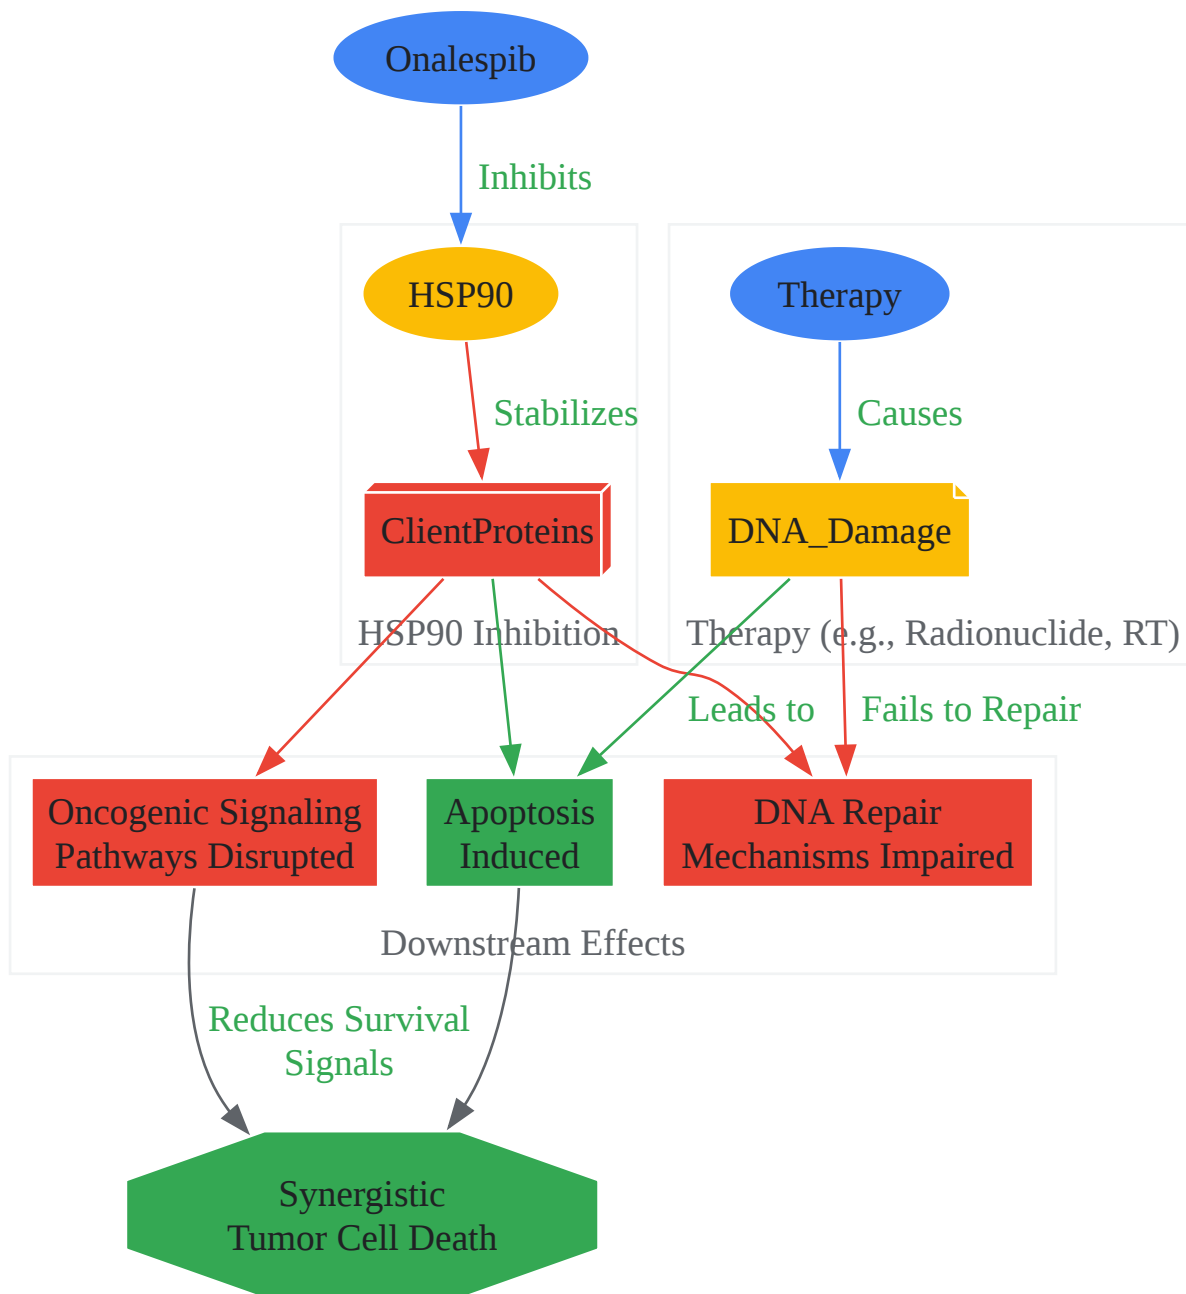 Onalespib
Inhibits
HSP90
Therapy
Stabilizes
Causes
ClientProteins
DNA_Damage
HSP90 Inhibition
Therapy (e.g., Radionuclide, RT)
Leads to
Fails to Repair
Oncogenic Signaling
Pathways Disrupted
Apoptosis
Induced
DNA Repair
Mechanisms Impaired
Downstream Effects
Reduces Survival
Signals
Synergistic
Tumor Cell Death